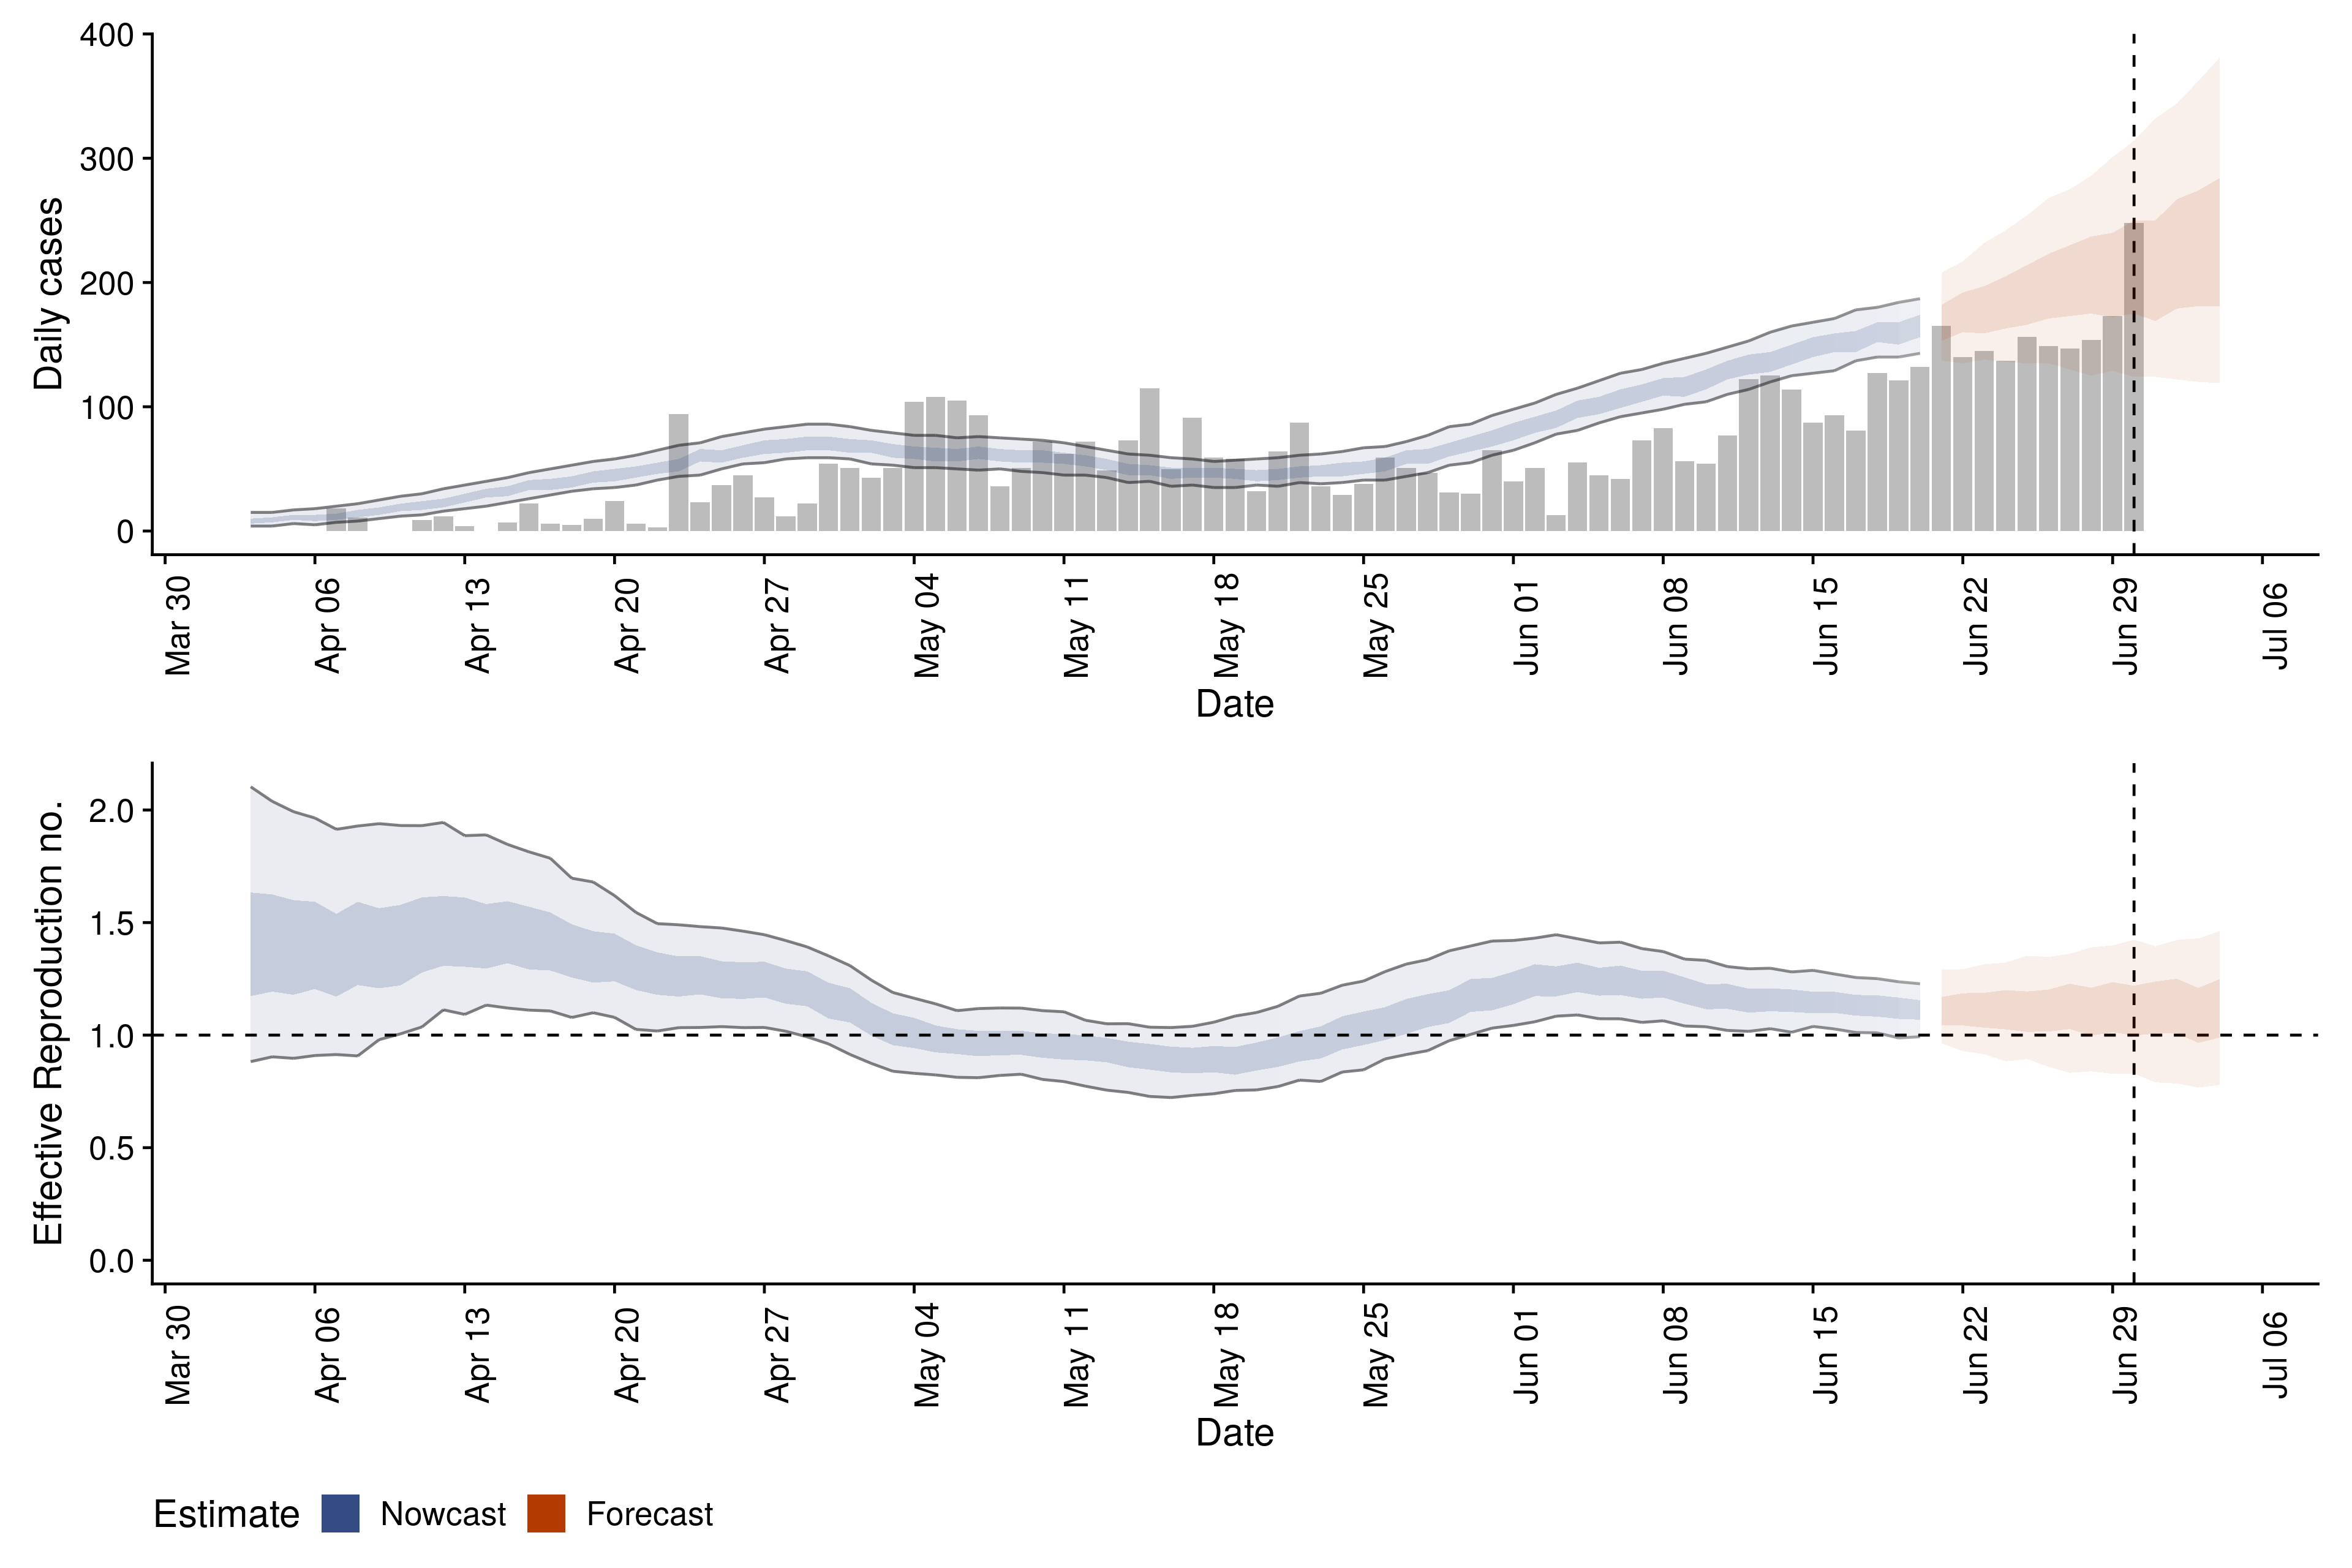 400
300
200
100
0
Daily cases
Mar 30
Apr 06
Apr 13
Apr 20
Apr 27
May 04
May 11
May 18
May 25
Jun 01
Jun 08
Jun 15
Jun 22
Jun 29
Jul 06
Date
2.0
1.5
1.0
0.5
0.0
Effective Reproduction no.
Mar 30
Apr 06
Apr 13
Apr 20
Apr 27
May 04
May 11
May 18
May 25
Jun 01
Jun 08
Jun 15
Jun 22
Jun 29
Jul 06
Date
Estimate Nowcast Forecast